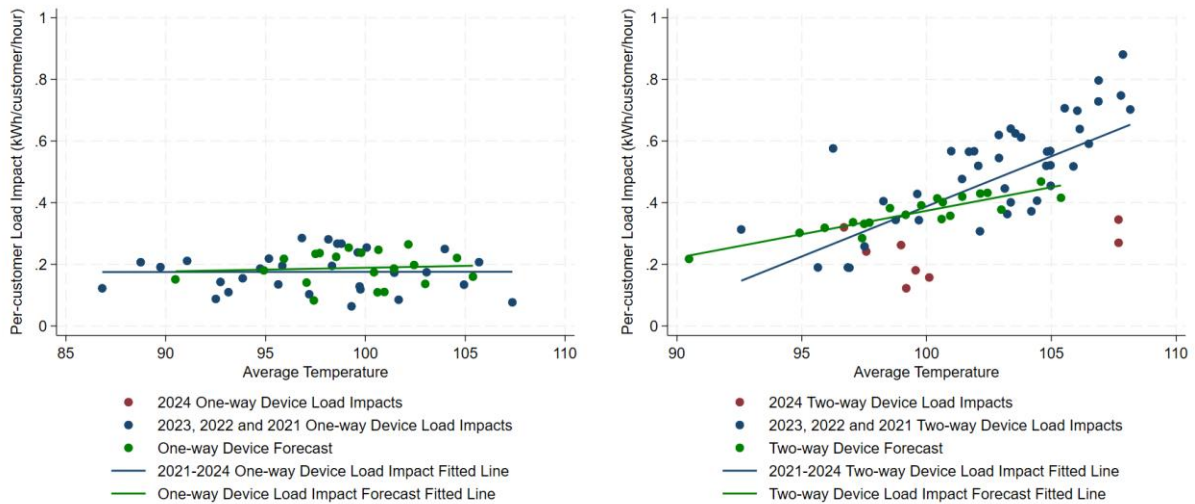 Per-customer Load Impact (kWh/customer/hour)
1
.8
.6
.4
.2
0
85 90 95 100 105 110
Average Temperature
2024 One-way Device Load Impacts
2023, 2022 and 2021 One-way Device Load Impacts
One-way Device Forecast
2021-2024 One-way Device Load Impact Fitted Line
One-way Device Load Impact Forecast Fitted Line
Per-customer Load Impact (kWh/customer/hour)
1
.8
.6
.4
.2
0
90 95 100 105 110
Average Temperature
2024 Two-way Device Load Impacts
2023, 2022 and 2021 Two-way Device Load Impacts
Two-way Device Forecast
2021-2024 Two-way Device Load Impact Fitted Line
Two-way Device Load Impact Forecast Fitted Line